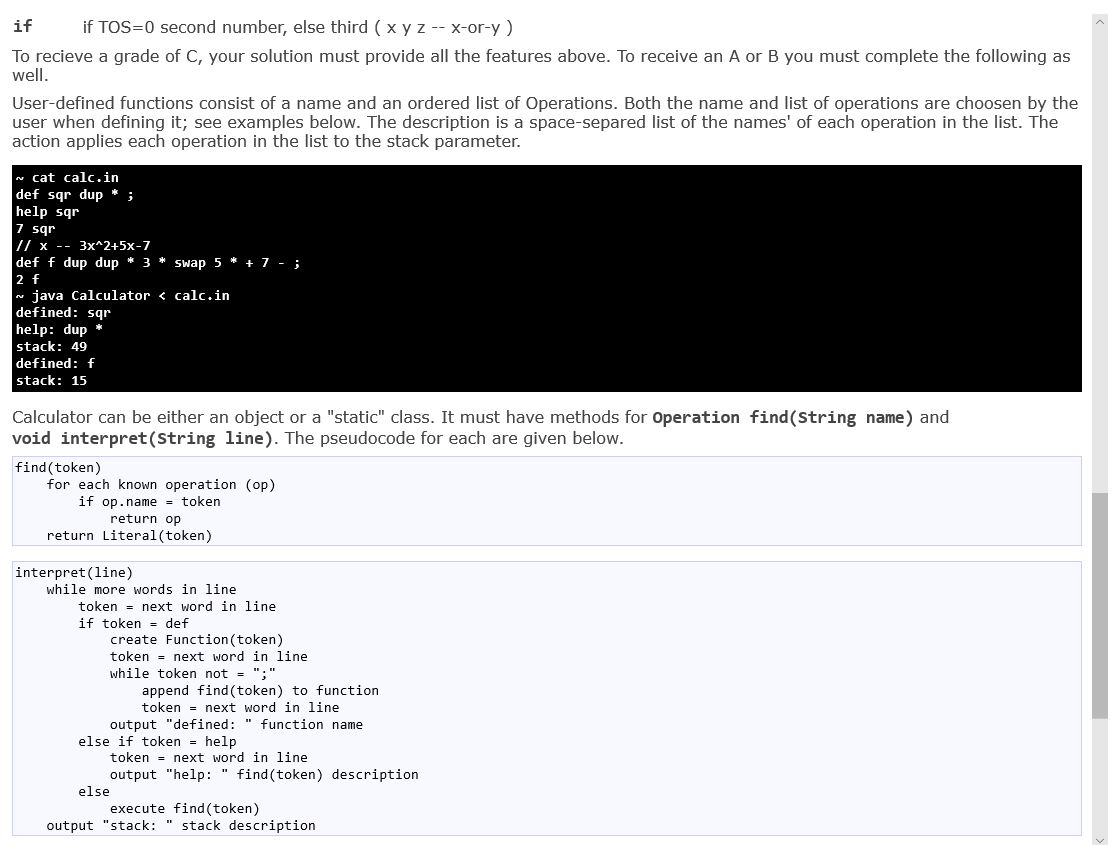 if if TOS=0 second number, else third ( x y z -- x-or-y )
To recieve a grade of C, your solution must provide all the features above. To receive an A or B you must complete the following as
well.
User-defined functions consist of a name and an ordered list of Operations. Both the name and list of operations are choosen by the
user when defining it; see examples below. The description is a space-separed list of the names' of each operation in the list. The
action applies each operation in the list to the stack parameter.
~ cat calc.in
def sqr dup * ;
help sqr
7 sqr
// x -- 3x^2+5x-7
def f dup dup * 3 * swap 5 * + 7 - ;
2 f
~ java Calculator < calc.in
defined: sqr
help: dup *
stack: 49
defined: f
stack: 15
Calculator can be either an object or a "static" class. It must have methods for Operation find(String name) and
void interpret(String line). The pseudocode for each are given below.
find(token)
    for each known operation (op)
        if op.name = token
            return op
    return Literal(token)
interpret(line)
    while more words in line
        token = next word in line
        if token = def
            create Function(token)
            token = next word in line
            while token not = ";"
                append find(token) to function
                token = next word in line
            output "defined: " function name
        else if token = help
            token = next word in line
            output "help: " find(token) description
        else
            execute find(token)
    output "stack: " stack description